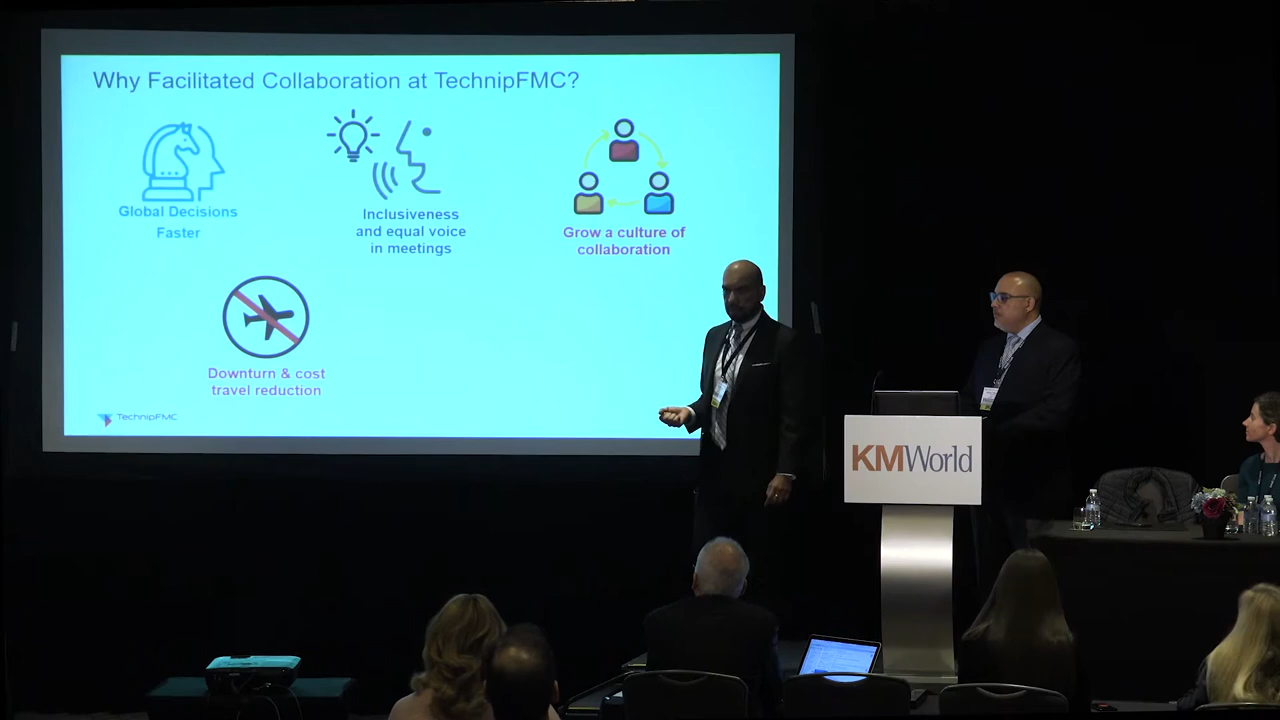 Why Facilitated Collaboration at TechnipFMC?
Global Decisions
Faster
Inclusiveness
and equal voice
in meetings
Grow a culture of
collaboration
Downturn & cost
travel reduction
TechnipFMC
KMWorld